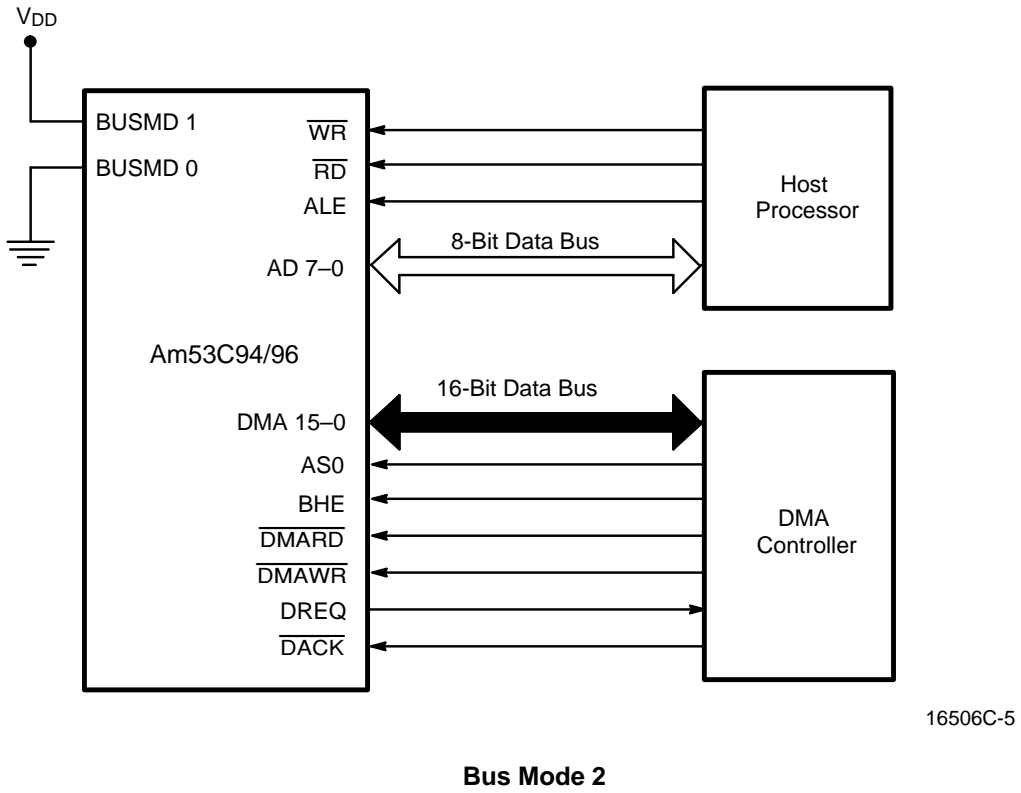 VDD
BUSMD 1
BUSMD 0
WR
RD
ALE
AD 7–0
Am53C94/96
DMA 15–0
AS0
BHE
DMARD
DMAWR
DREQ
DACK
8-Bit Data Bus
16-Bit Data Bus
Host
Processor
DMA
Controller
16506C-5
Bus Mode 2